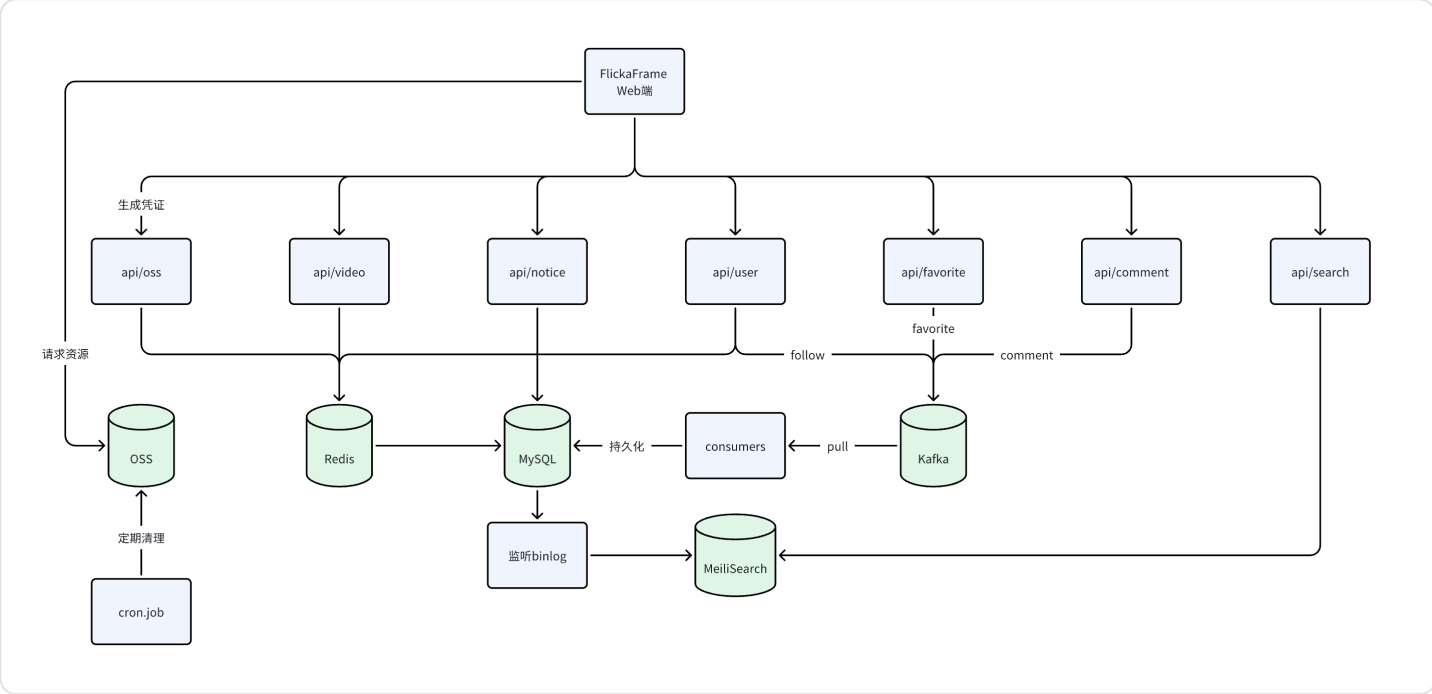 FlickaFrame
Web端
生成凭证
api/oss
api/video
api/notice
api/user
api/favorite
api/comment
api/search
favorite
请求资源
follow
comment
OSS
Redis
MySQL
持久化
consumers
pull
Kafka
定期清理
监听binlog
MeiliSearch
cron.job